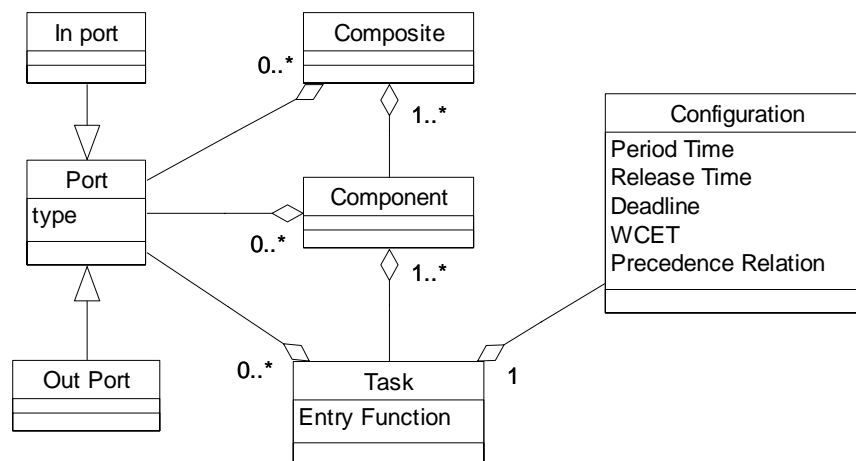 In port
Composite
0..*
1..*
Configuration
Period Time
Release Time
Deadline
WCET
Precedence Relation
Port
type
Component
0..*
1..*
Out Port
0..*
Task
1
Entry Function